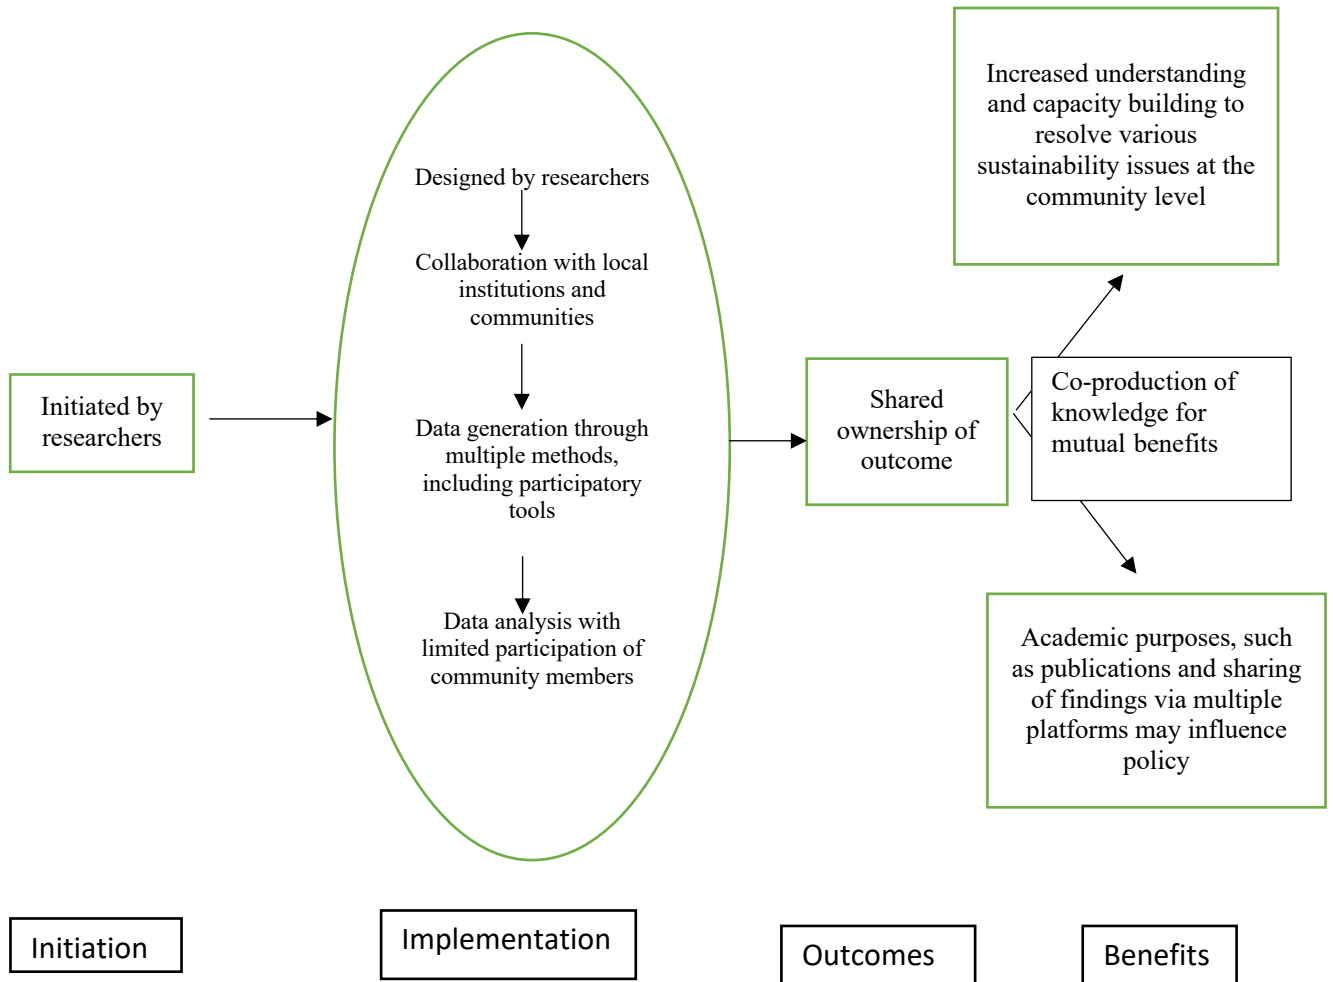 Initiated by
researchers
Designed by researchers
Collaboration with local
institutions and
communities
Data generation through
multiple methods,
including participatory
tools
Data analysis with
limited participation of
community members
Shared
ownership of
outcome
Increased understanding
and capacity building to
resolve various
sustainability issues at the
community level
Co-production of
knowledge for
mutual benefits
Academic purposes, such
as publications and sharing
of findings via multiple
platforms may influence
policy
Initiation
Implementation
Outcomes
Benefits